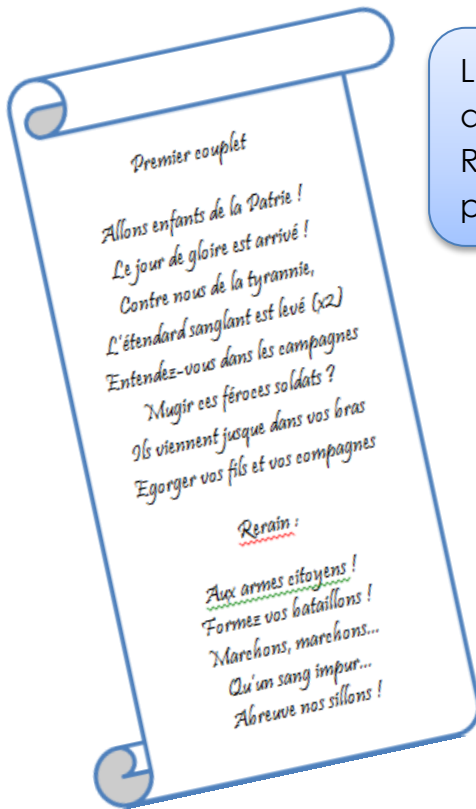 Premier couplet
Allons enfants de la Patrie !
Le jour de gloire est arrivé !
Contre nous de la tyrannie,
L'étendard sanglant est levé (x2)
Entendez-vous dans les campagnes
Mugir ces féroces soldats ?
Ils viennent jusque dans vos bras
Egorger vos fils et vos compagnes
Rerain :
Aux armes citoyens !
Formez vos bataillons !
Marchons, marchons...
Qu'un sang impur...
Abreuve nos sillons !
L
R
p